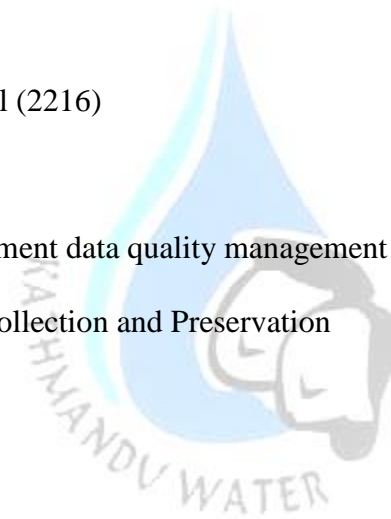 l (2216)
ment data quality management
ollection and Preservation
KATHMANDU WATER